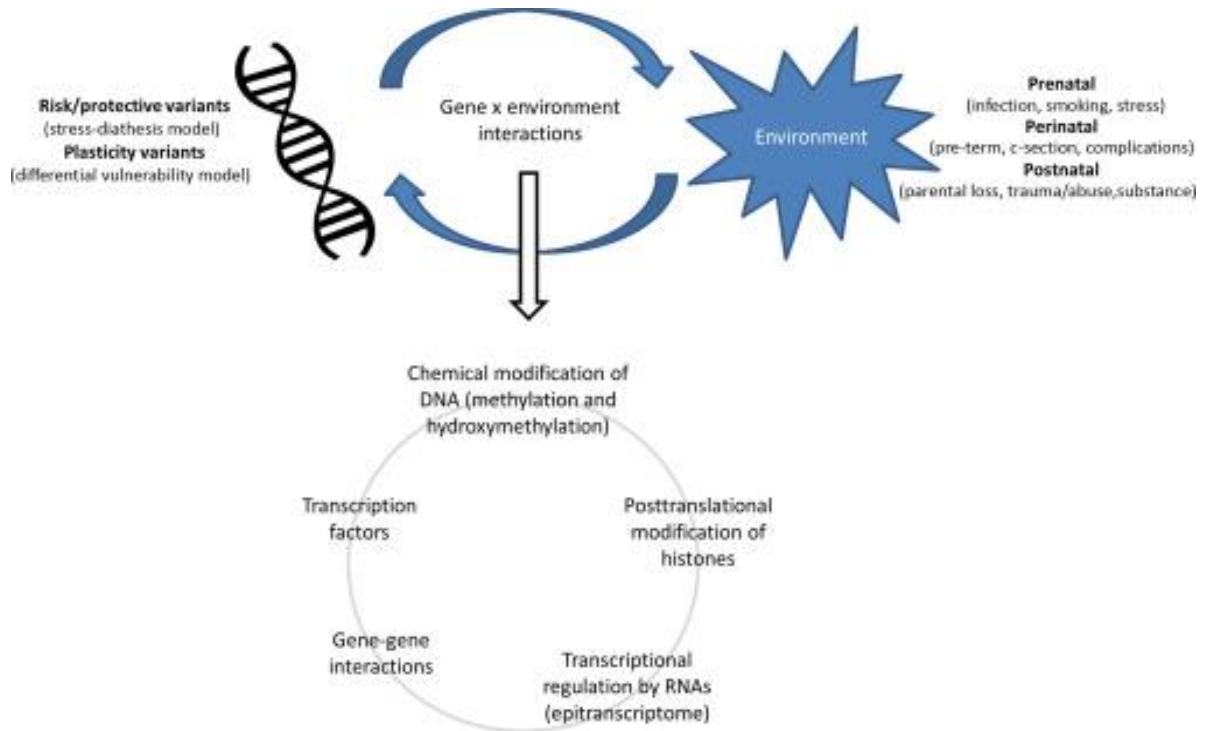 Risk/protective variants
(stress-diathesis model)
Plasticity variants
(differential vulnerability model)
Gene x environment
interactions
Environment
Prenatal
(infection, smoking, stress)
Perinatal
(pre-term, c-section, complications)
Postnatal
(parental loss, trauma/abuse,substance)
Chemical modification of
DNA (methylation and
hydroxymethylation)
Transcription
factors
Posttranslational
modification of
histones
Gene-gene
interactions
Transcriptional
regulation by RNAs
(epitranscriptome)